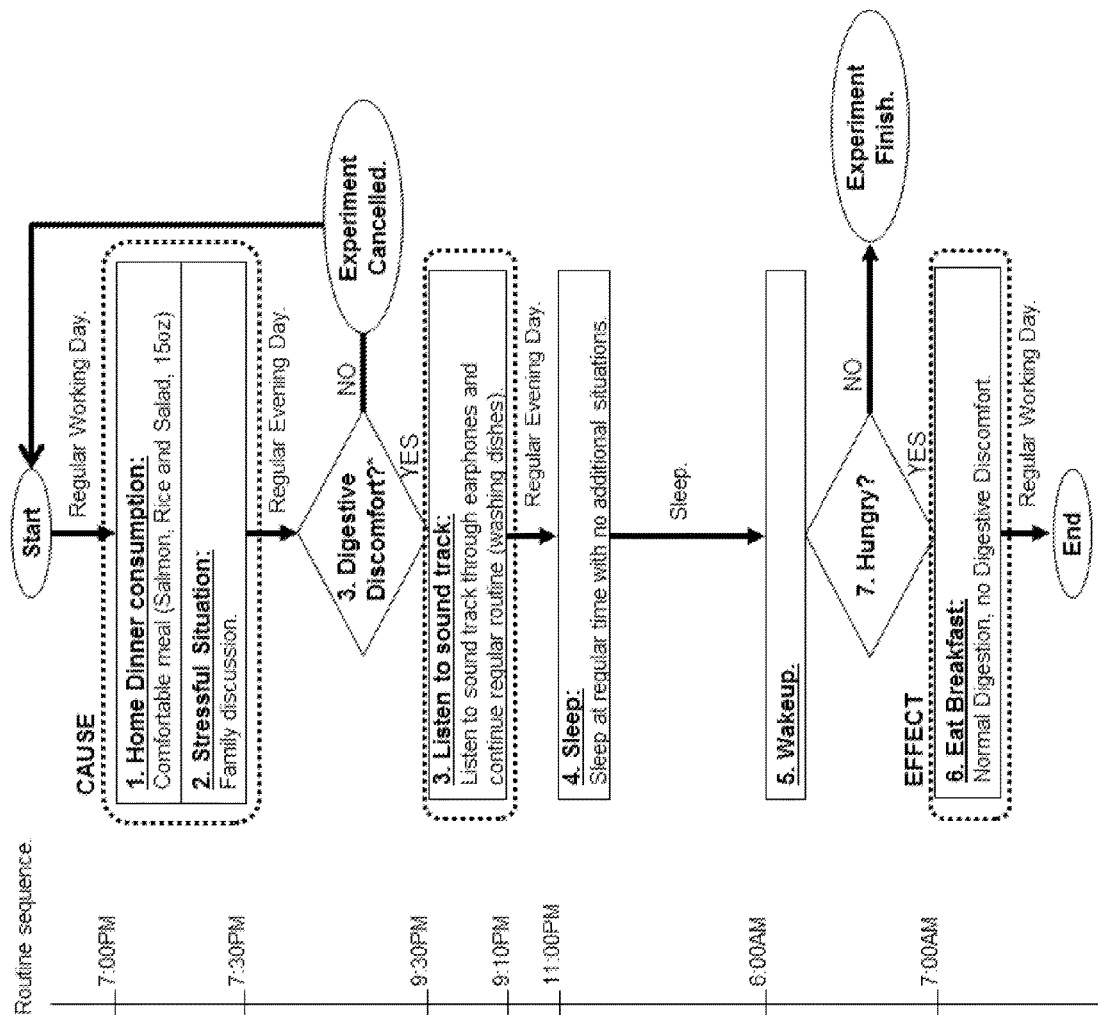 Routine sequence.
7:00PM
7:30PM
9:30PM
9:10PM
11:00PM
6:00AM
7:00AM
Start
Regular Working Day.
CAUSE
1. Home Dinner consumption:
Comfortable meal (Salmon, Rice and Salad, 15oz)
2. Stressful Situation:
Family discussion.
Regular Evening Day.
3. Digestive
Discomfort?*
NO
Experiment
Cancelled.
YES
3. Listen to sound track:
Listen to sound track through earphones and
continue regular routine (washing dishes).
Regular Evening Day.
4. Sleep:
Sleep at regular time with no additional situations.
Sleep.
5. Wakeup.
7. Hungry?
NO
Experiment
Finish.
YES
EFFECT
6. Eat Breakfast:
Normal Digestion, no Digestive Discomfort.
Regular Working Day.
End